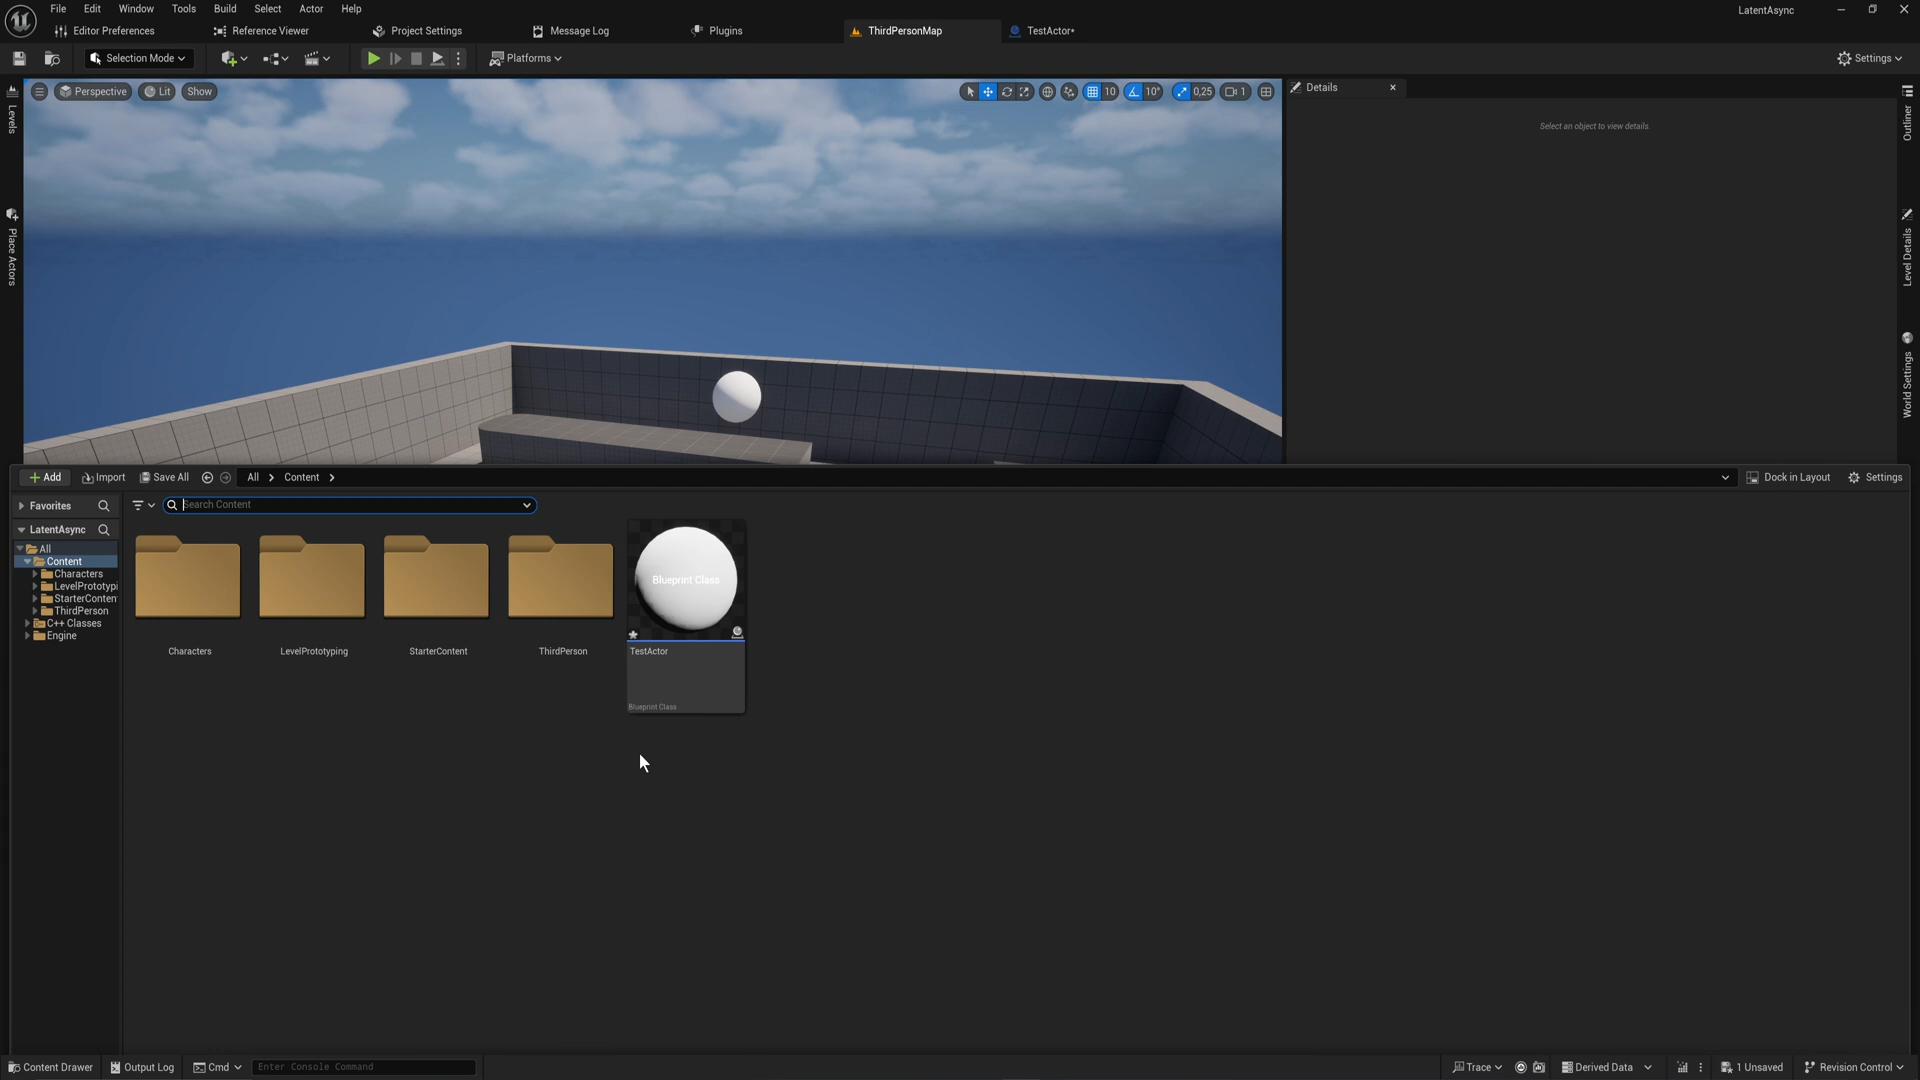 File Edit Window Tools Build Select Actor Help
LatentAsync
Editor Preferences
Reference Viewer
Project Settings
Message Log
Plugins
ThirdPersonMap
TestActor*
Selection Mode
Platforms
Settings
Levels
Place Actors
Perspective
Lit
Show
10
10°
0,25
1
Details
Select an object to view details.
Outliner
Level Details
World Settings
Add
Import
Save All
All
Content
Dock in Layout
Settings
Favorites
Search Content
LatentAsync
All
Content
Characters
LevelPrototypi
StarterConten
ThirdPerson
C++ Classes
Engine
Characters
LevelPrototyping
StarterContent
ThirdPerson
Blueprint Class
TestActor
Blueprint Class
Content Drawer
Output Log
Cmd
Enter Console Command
Trace
Derived Data
1 Unsaved
Revision Control